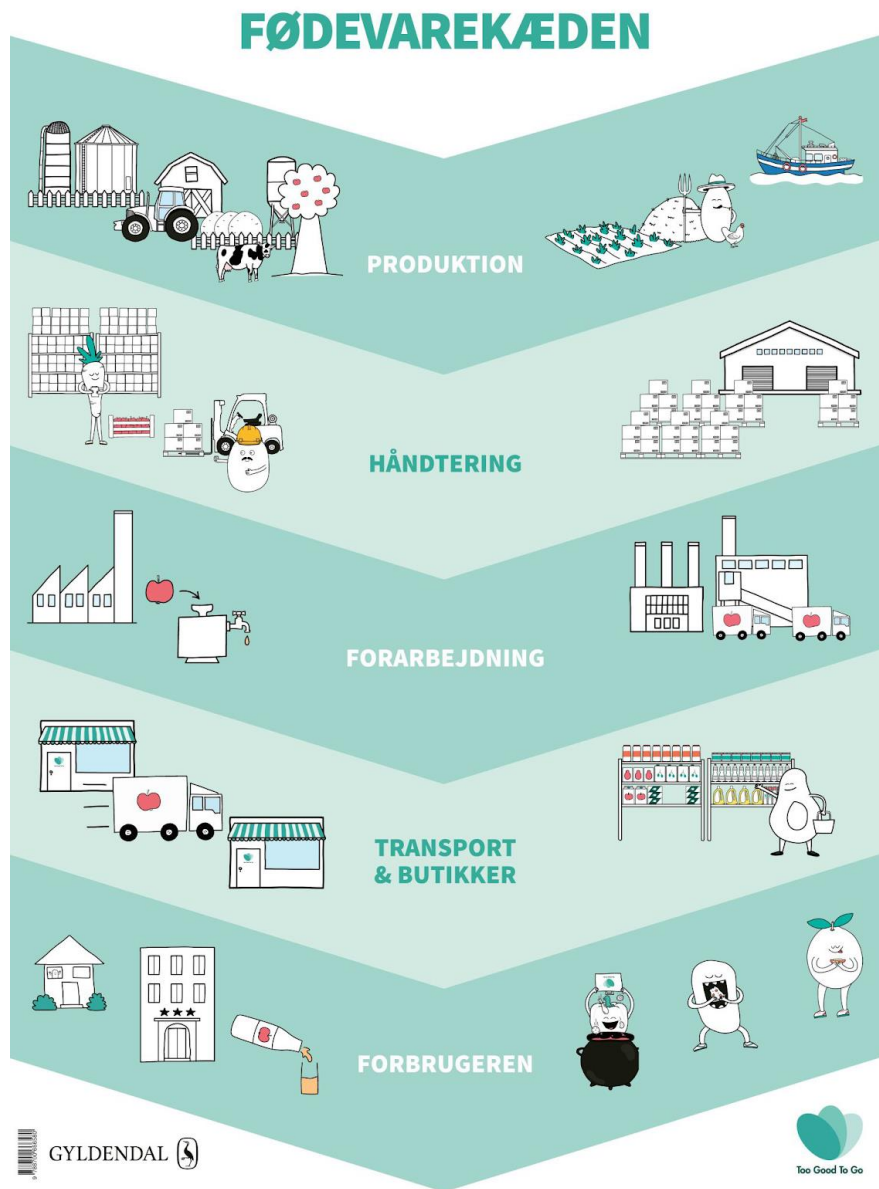 FØDEVAREKÆDEN
PRODUKTION
HÅNDTERING
FORARBEJDNING
TRANSPORT
& BUTIKKER
FORBRUGEREN
GYLDENDAL
Too Good To Go